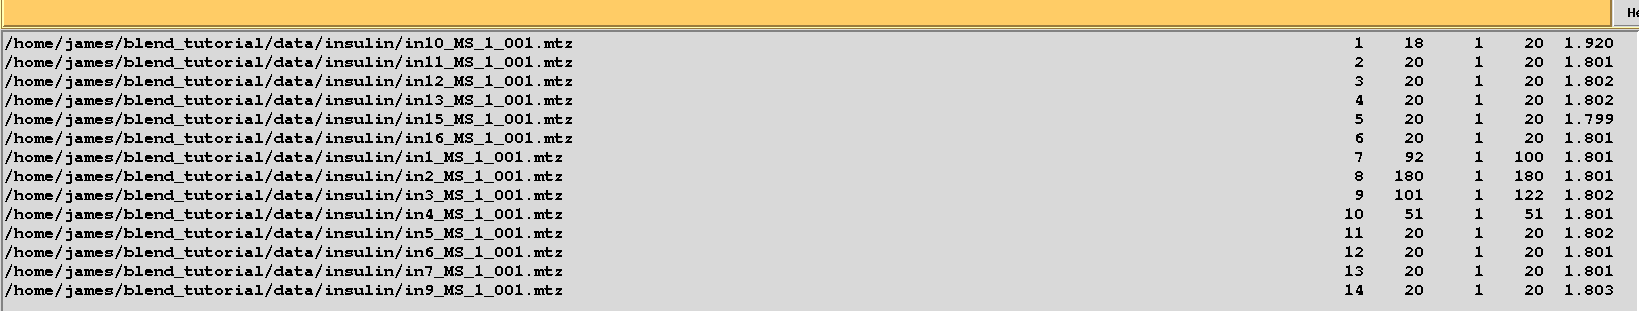 He
/home/james/blend_tutorial/data/insulin/in10_MS_1_001.mtz 1 18 1 20 1.920
/home/james/blend_tutorial/data/insulin/in11_MS_1_001.mtz 2 20 1 20 1.801
/home/james/blend_tutorial/data/insulin/in12_MS_1_001.mtz 3 20 1 20 1.802
/home/james/blend_tutorial/data/insulin/in13_MS_1_001.mtz 4 20 1 20 1.802
/home/james/blend_tutorial/data/insulin/in15_MS_1_001.mtz 5 20 1 20 1.799
/home/james/blend_tutorial/data/insulin/in16_MS_1_001.mtz 6 20 1 20 1.801
/home/james/blend_tutorial/data/insulin/in1_MS_1_001.mtz 7 92 1 100 1.801
/home/james/blend_tutorial/data/insulin/in2_MS_1_001.mtz 8 180 1 180 1.801
/home/james/blend_tutorial/data/insulin/in3_MS_1_001.mtz 9 101 1 122 1.802
/home/james/blend_tutorial/data/insulin/in4_MS_1_001.mtz 10 51 1 51 1.801
/home/james/blend_tutorial/data/insulin/in5_MS_1_001.mtz 11 20 1 20 1.802
/home/james/blend_tutorial/data/insulin/in6_MS_1_001.mtz 12 20 1 20 1.801
/home/james/blend_tutorial/data/insulin/in7_MS_1_001.mtz 13 20 1 20 1.801
/home/james/blend_tutorial/data/insulin/in9_MS_1_001.mtz 14 20 1 20 1.803